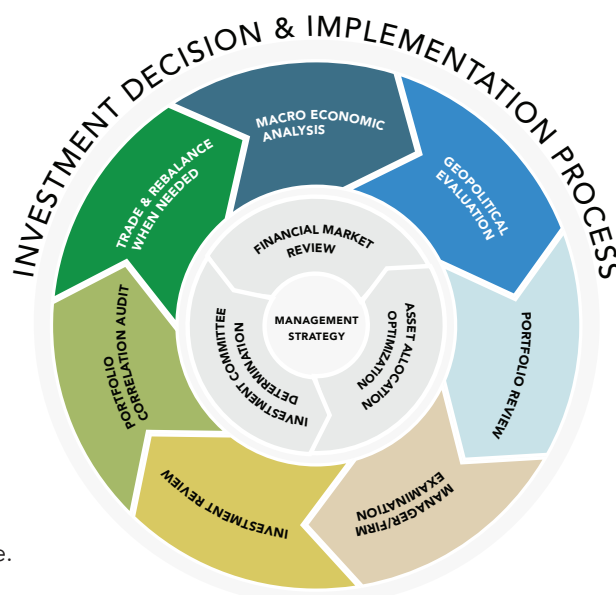 INVESTMENT DECISION & IMPLEMENTATION PROCESS
MACRO ECONOMIC
ANALYSIS
GEOPOLITICAL
EVALUATION
PORTFOLIO REVIEW
MANAGER/FIRM
EXAMINATION
INVESTMENT REVIEW
PORTFOLIO
CORRELATION AUDIT
TRADE & REBALANCE
WHEN NEEDED
FINANCIAL MARKET
REVIEW
ASSET ALLOCATION
OPTIMIZATION
INVESTMENT COMMITTEE
DETERMINATION
MANAGEMENT
STRATEGY
e.